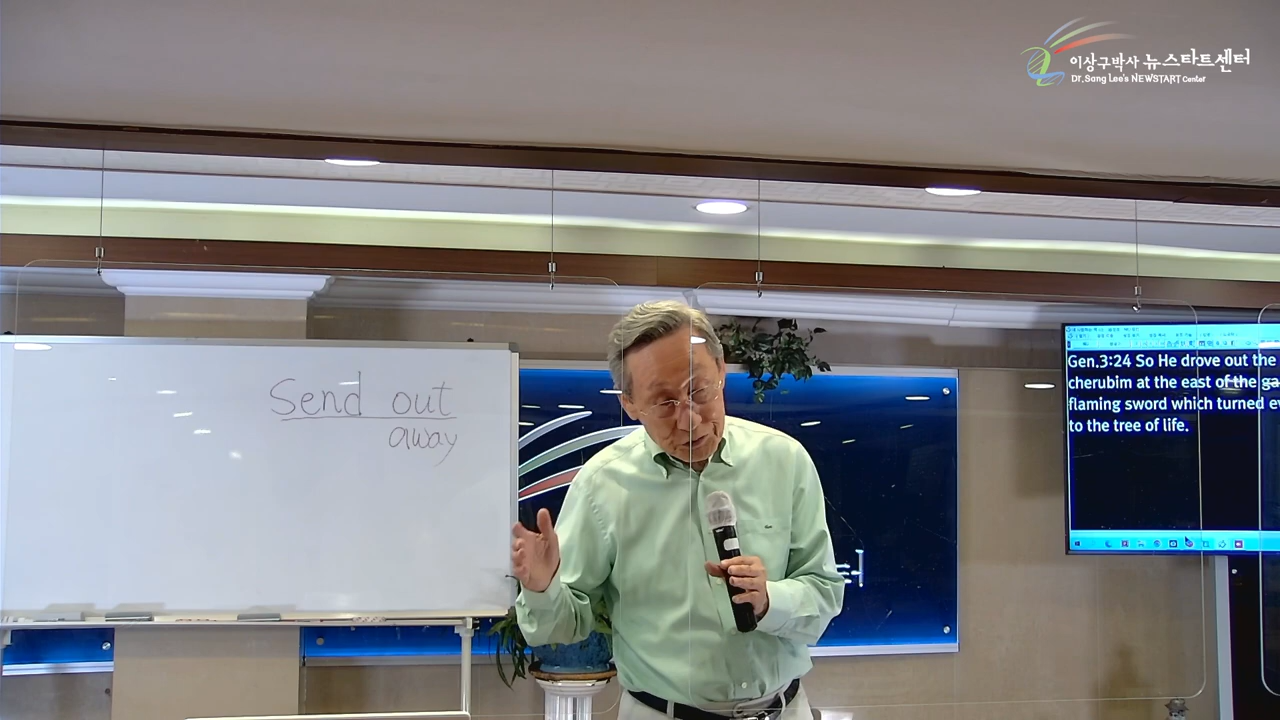 이상구박사 뉴스타트센터
Dr. Sang Lee's NEWSTART Center
Send out
away
Gen.3:24 So He drove out the
cherubim at the east of the ga
flaming sword which turned e
to the tree of life.